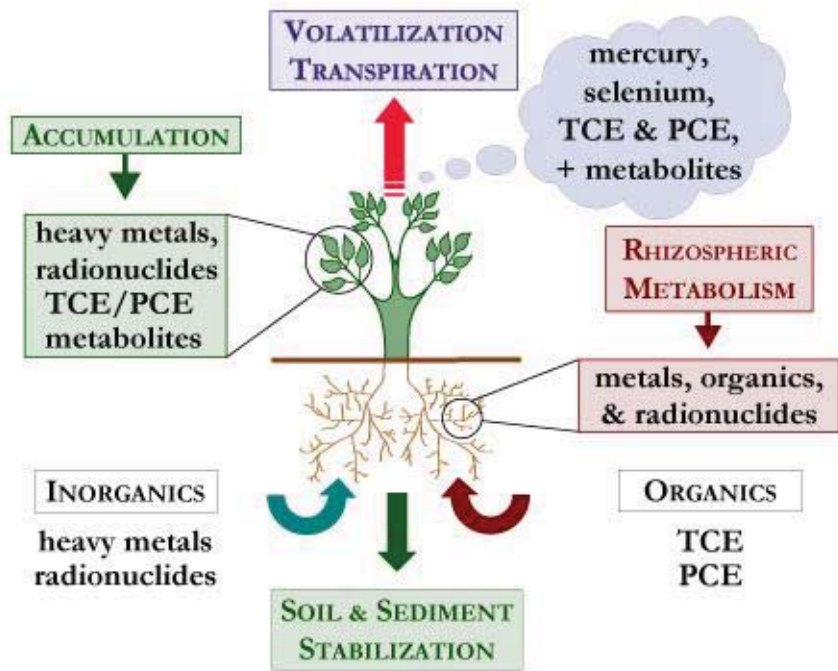 VOLATILIZATION
TRANSPIRATION
mercury,
selenium,
TCE & PCE,
+ metabolites
ACCUMULATION
heavy metals,
radionuclides
TCE/PCE
metabolites
RHIZOSPHERIC
METABOLISM
metals, organics,
& radionuclides
INORGANICS
heavy metals
radionuclides
ORGANICS
TCE
PCE
SOIL & SEDIMENT
STABILIZATION